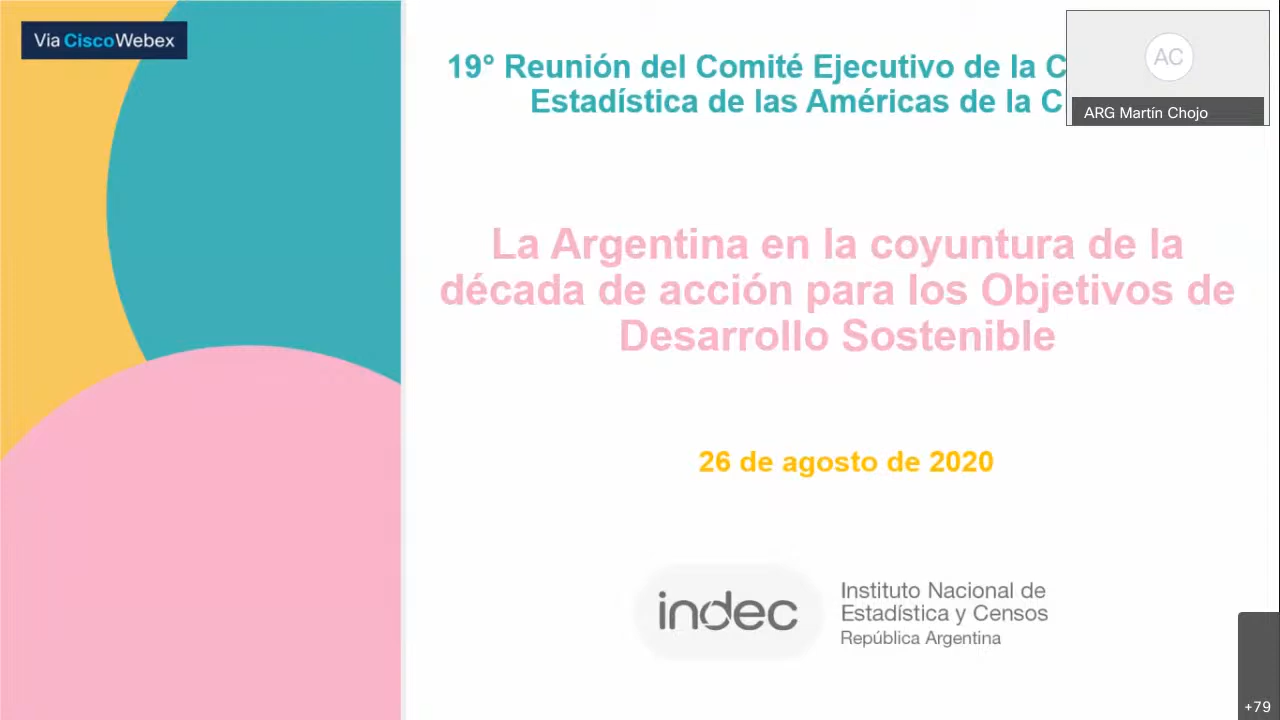 Via Cisco Webex
19° Reunión del Comité Ejecutivo de la
Estadística de las Américas de la
AC
ARG Martín Chojo
La Argentina en la coyuntura de la
década de acción para los Objetivos de
Desarrollo Sostenible
26 de agosto de 2020
indec
Instituto Nacional de
Estadística y Censos
República Argentina
+79